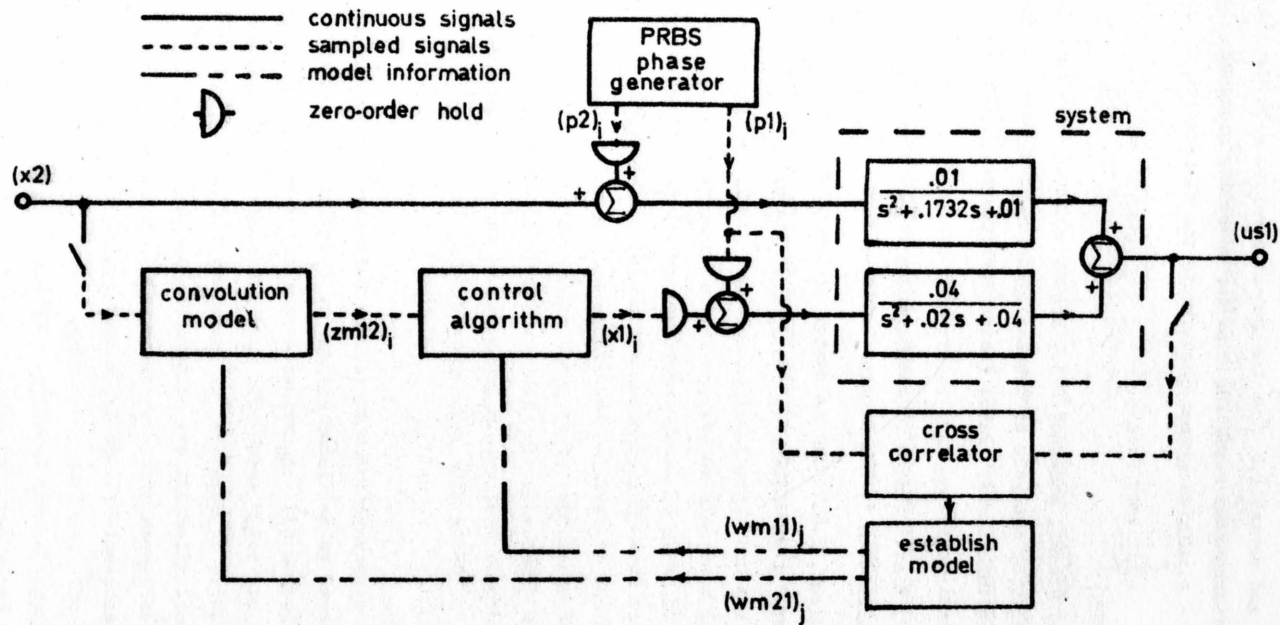 continuous signals
sampled signals
model information
zero-order hold
PRBS
phase
generator
(p2)i
(p1)i
system
(x2)
+
+
Σ
.01
s² + .1732s + .01
+
Σ
+
(us1)
convolution
model
(zm12)i
control
algorithm
(x1)i
+
+
Σ
.04
s² + .02s + .04
cross
correlator
(wm11)j
establish
model
(wm21)j